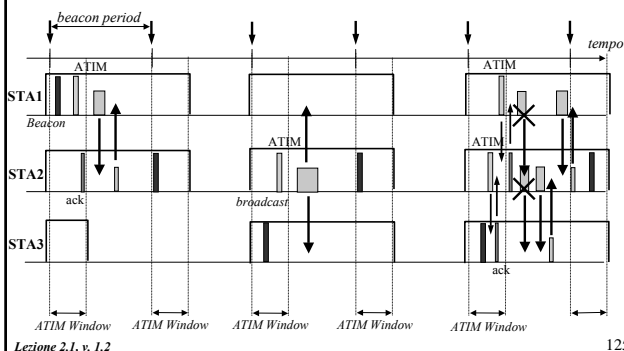 beacon period
tempo
ATIM
ATIM
STA1
Beacon
ATIM
ATIM
STA2
ack
broadcast
STA3
ack
ATIM Window
ATIM Window
ATIM Window
ATIM Window
ATIM Window
Lezione 2.1, v. 1.2